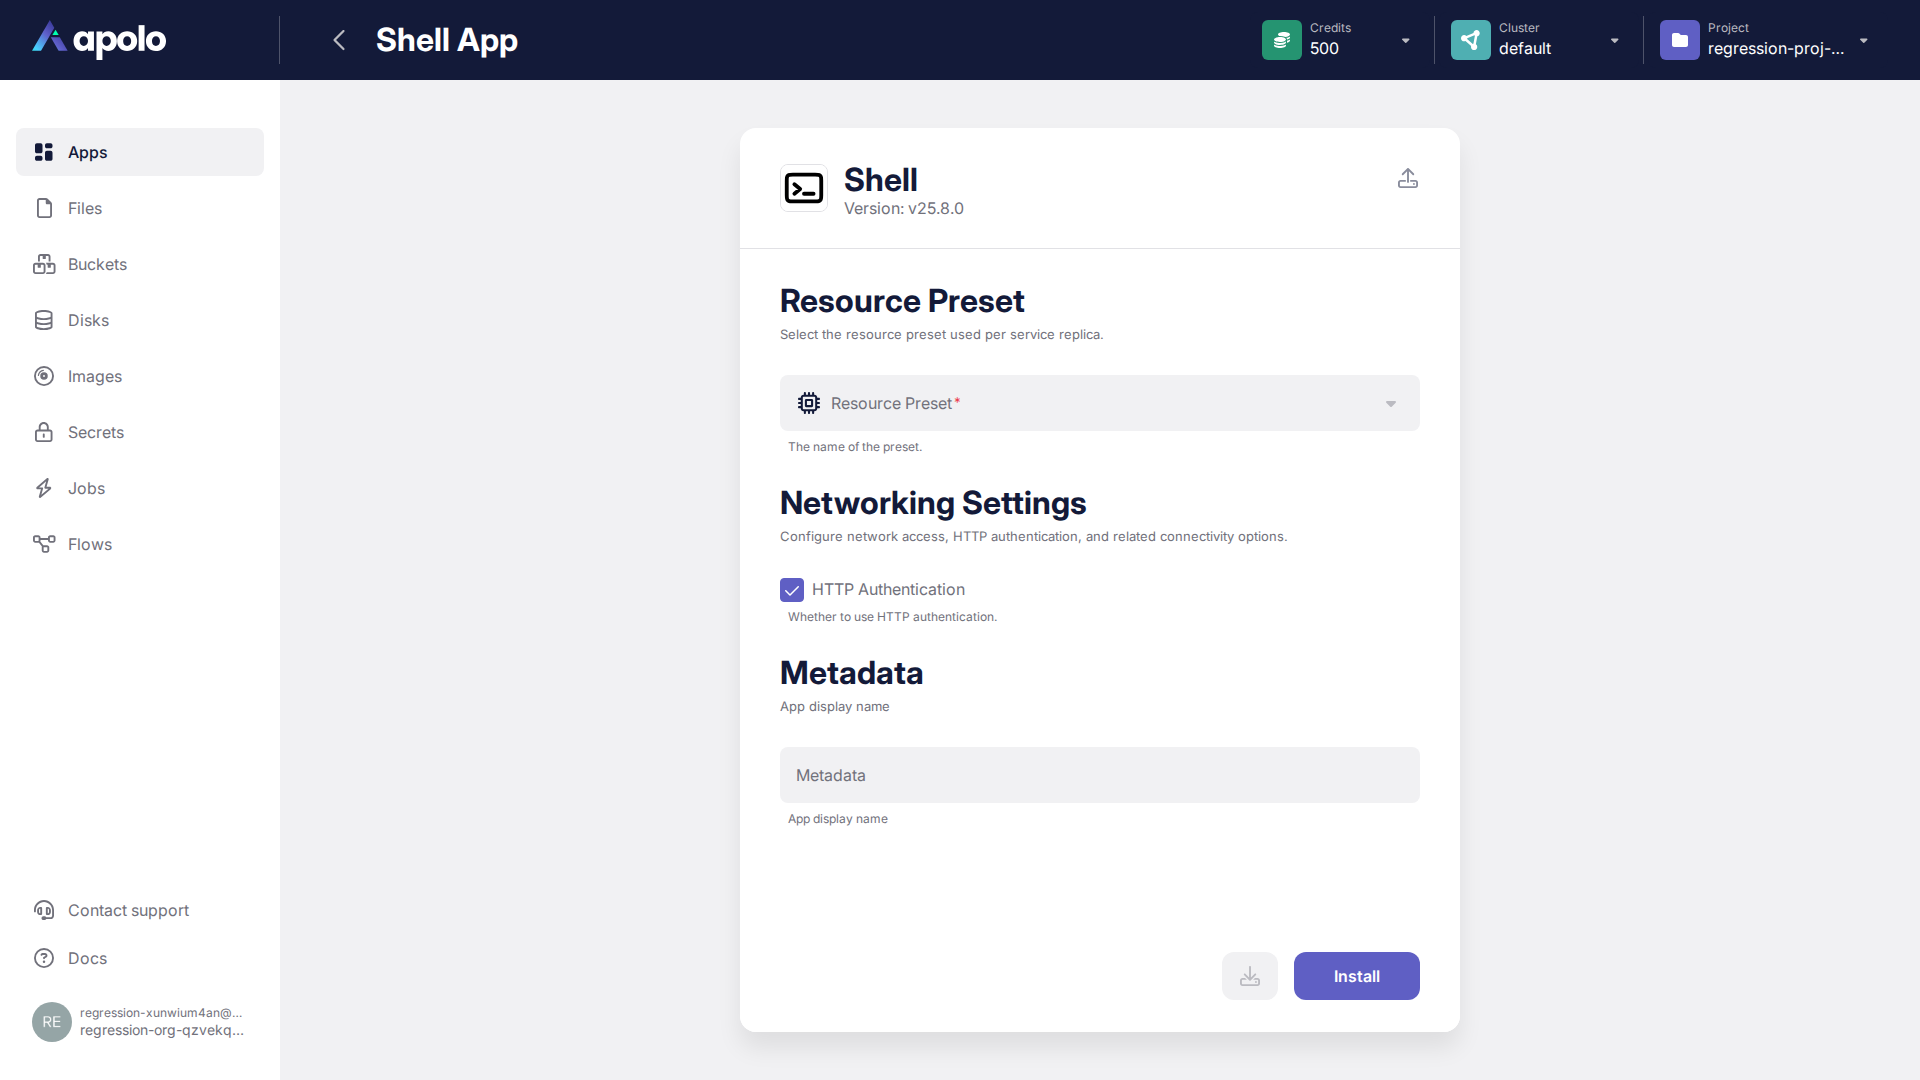 apolo
Shell App
Credits
500
Cluster
default
Project
regression-proj-...
Apps
Files
Buckets
Disks
Images
Secrets
Jobs
Flows
Contact support
Docs
RE
regression-xunwium4an@...
regression-org-qzvekq...
Shell
Version: v25.8.0
Resource Preset
Select the resource preset used per service replica.
Resource Preset*
The name of the preset.
Networking Settings
Configure network access, HTTP authentication, and related connectivity options.
HTTP Authentication
Whether to use HTTP authentication.
Metadata
App display name
Metadata
App display name
Install